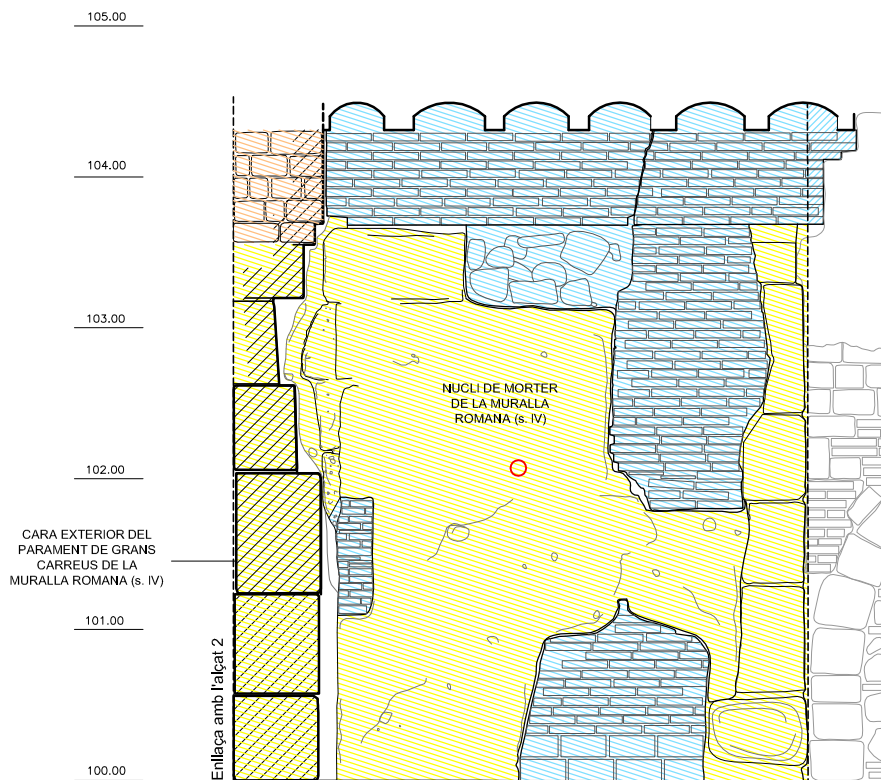 105.00
104.00
103.00
NUCLI DE MORTER
DE LA MURALLA
ROMANA (s. IV)
102.00
CARA EXTERIOR DEL
PARAMENT DE GRANS
CARREUS DE LA
MURALLA ROMANA (s. IV)
101.00
Enllaça amb l'alçat 2
100.00